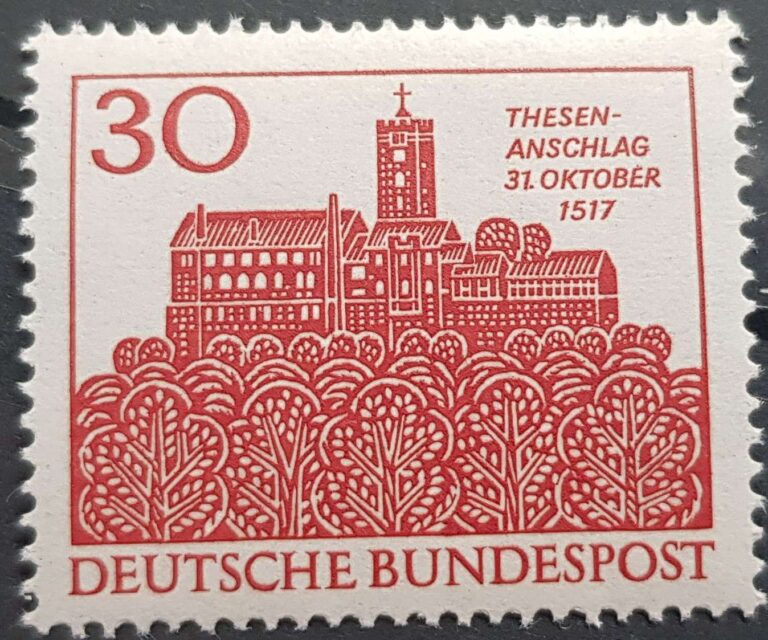 30
THESEN-
ANSCHLAG
31. OKTOBER
1517
DEUTSCHE BUNDESPOST